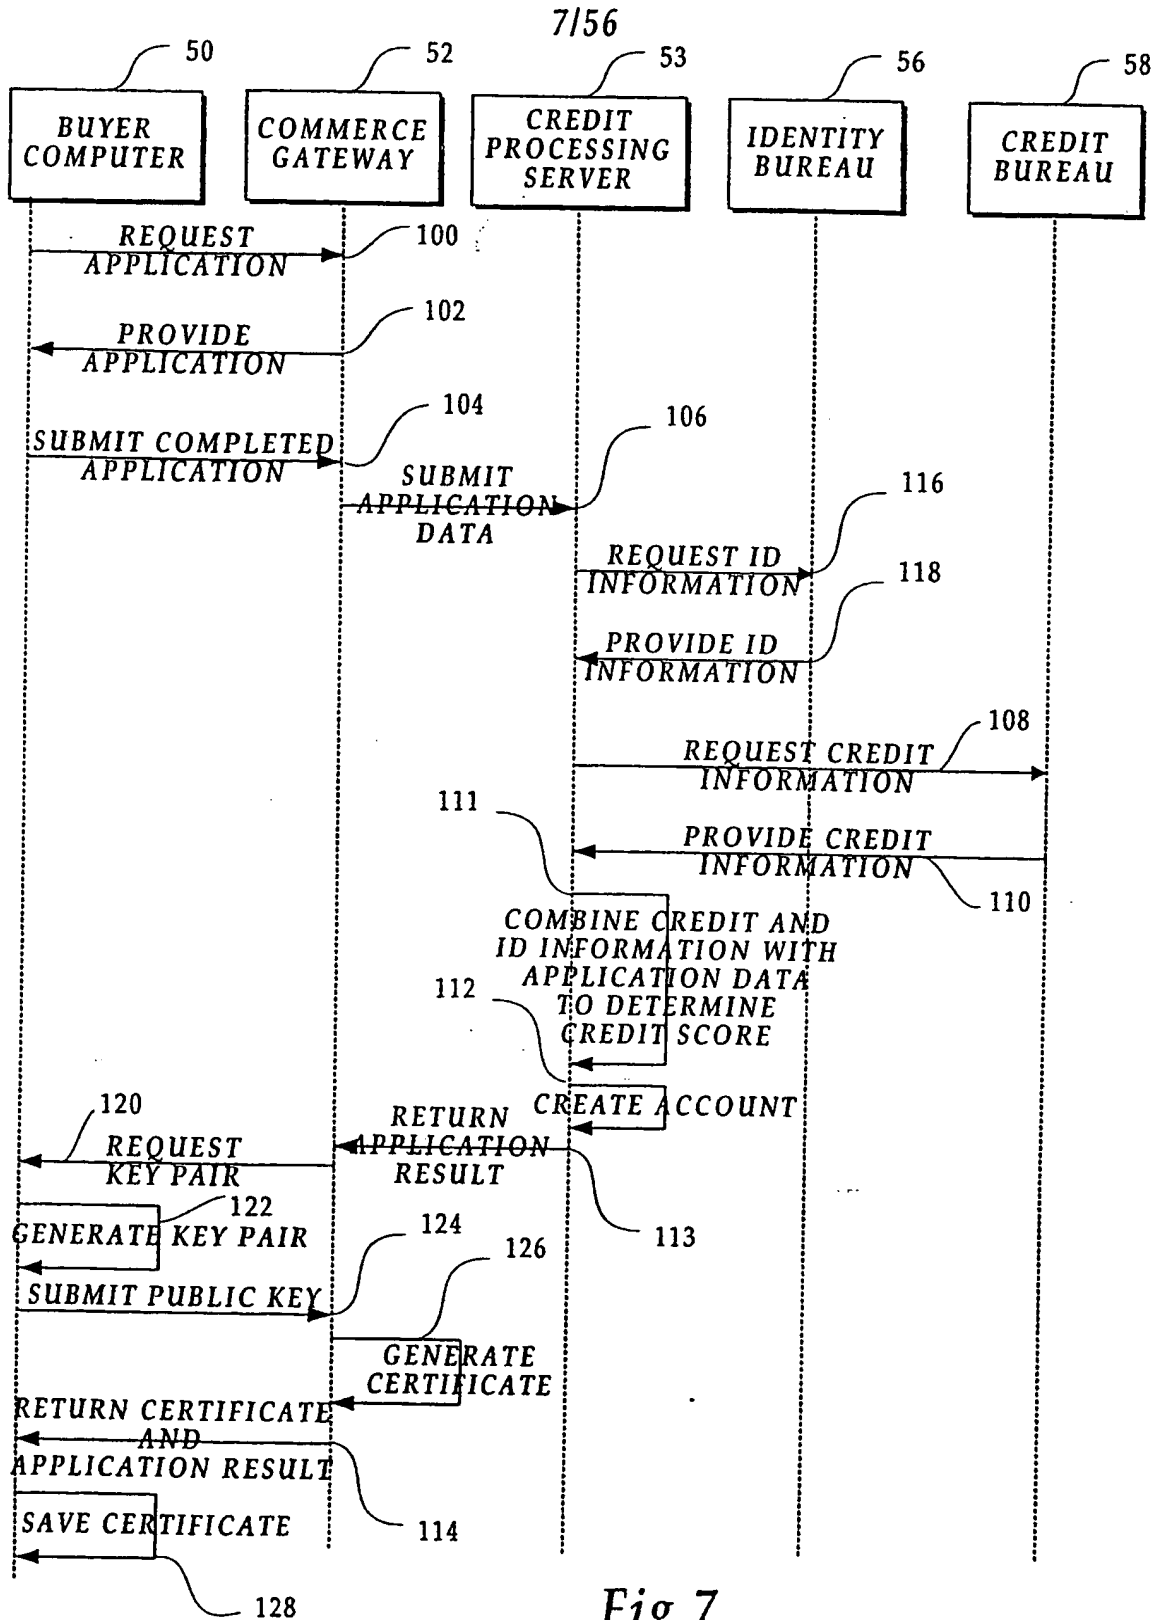 7/56
50
52
53
56
58
BUYER
COMPUTER
COMMERCE
GATEWAY
CREDIT
PROCESSING
SERVER
IDENTITY
BUREAU
CREDIT
BUREAU
REQUEST
APPLICATION
100
PROVIDE
APPLICATION
102
SUBMIT COMPLETED
APPLICATION
104
SUBMIT
APPLICATION
DATA
106
REQUEST ID
INFORMATION
116
PROVIDE ID
INFORMATION
118
REQUEST CREDIT
INFORMATION
108
PROVIDE CREDIT
INFORMATION
110
111
COMBINE CREDIT AND
ID INFORMATION WITH
APPLICATION DATA
TO DETERMINE
CREDIT SCORE
112
CREATE ACCOUNT
RETURN
APPLICATION
RESULT
113
120
REQUEST
KEY PAIR
122
GENERATE KEY PAIR
124
SUBMIT PUBLIC KEY
126
GENERATE
CERTIFICATE
RETURN CERTIFICATE
AND
APPLICATION RESULT
114
SAVE CERTIFICATE
128
Fig 7